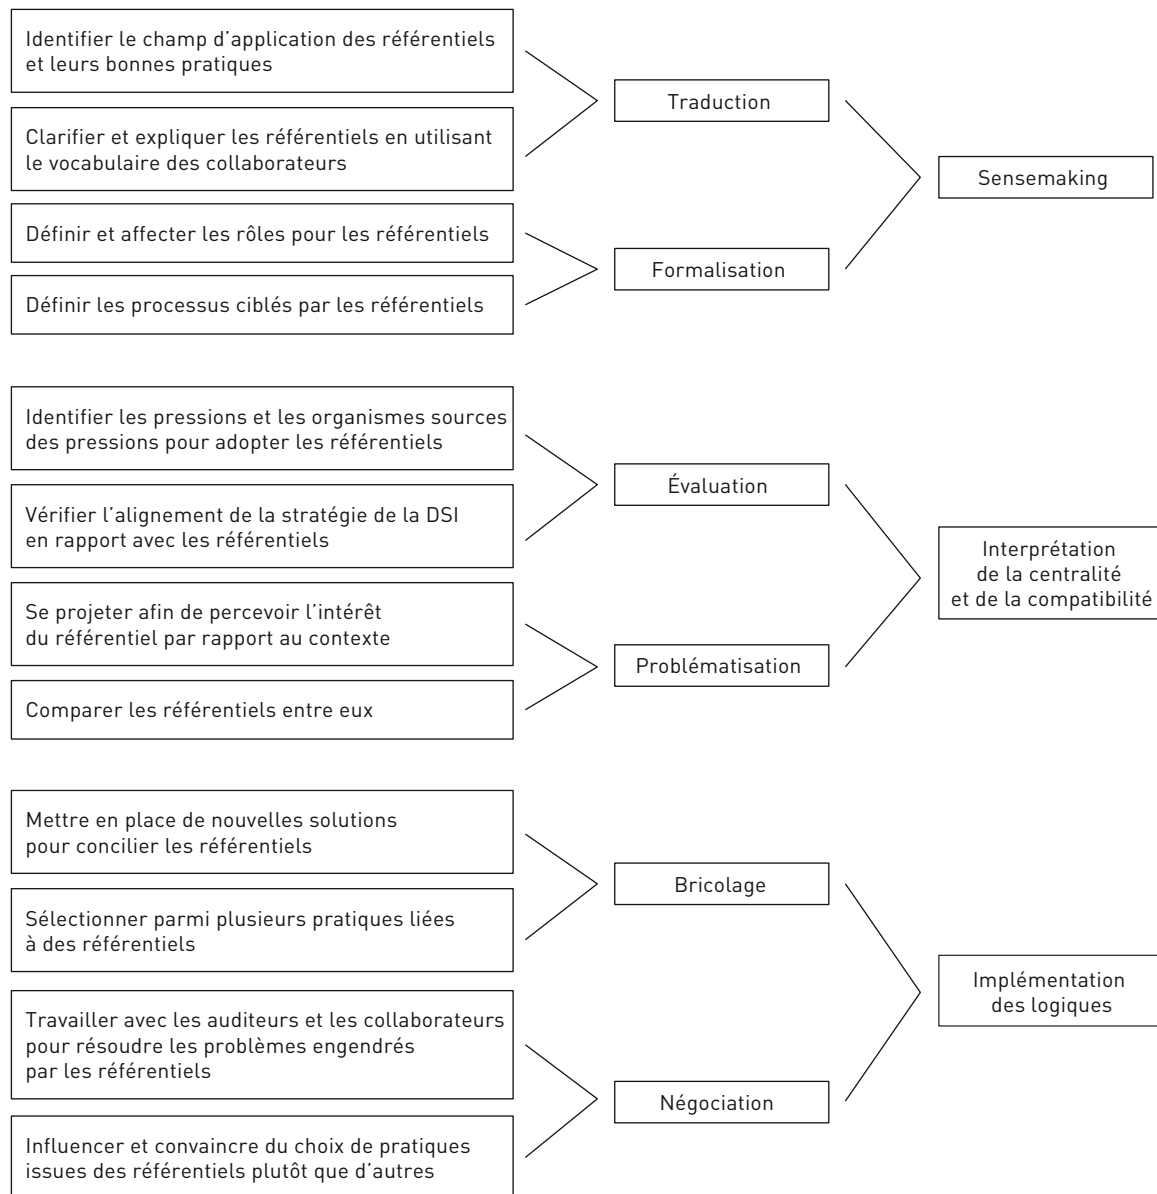 Identifier le champ d'application des référentiels
et leurs bonnes pratiques
Clarifier et expliquer les référentiels en utilisant
le vocabulaire des collaborateurs
Traduction
Définir et affecter les rôles pour les référentiels
Définir les processus ciblés par les référentiels
Formalisation
Sensemaking
Identifier les pressions et les organismes sources
des pressions pour adopter les référentiels
Vérifier l'alignement de la stratégie de la DSI
en rapport avec les référentiels
Évaluation
Se projeter afin de percevoir l'intérêt
du référentiel par rapport au contexte
Comparer les référentiels entre eux
Problématisation
Interprétation
de la centralité
et de la compatibilité
Mettre en place de nouvelles solutions
pour concilier les référentiels
Sélectionner parmi plusieurs pratiques liées
à des référentiels
Bricolage
Travailler avec les auditeurs et les collaborateurs
pour résoudre les problèmes engendrés
par les référentiels
Influencer et convaincre du choix de pratiques
issues des référentiels plutôt que d'autres
Négociation
Implémentation
des logiques